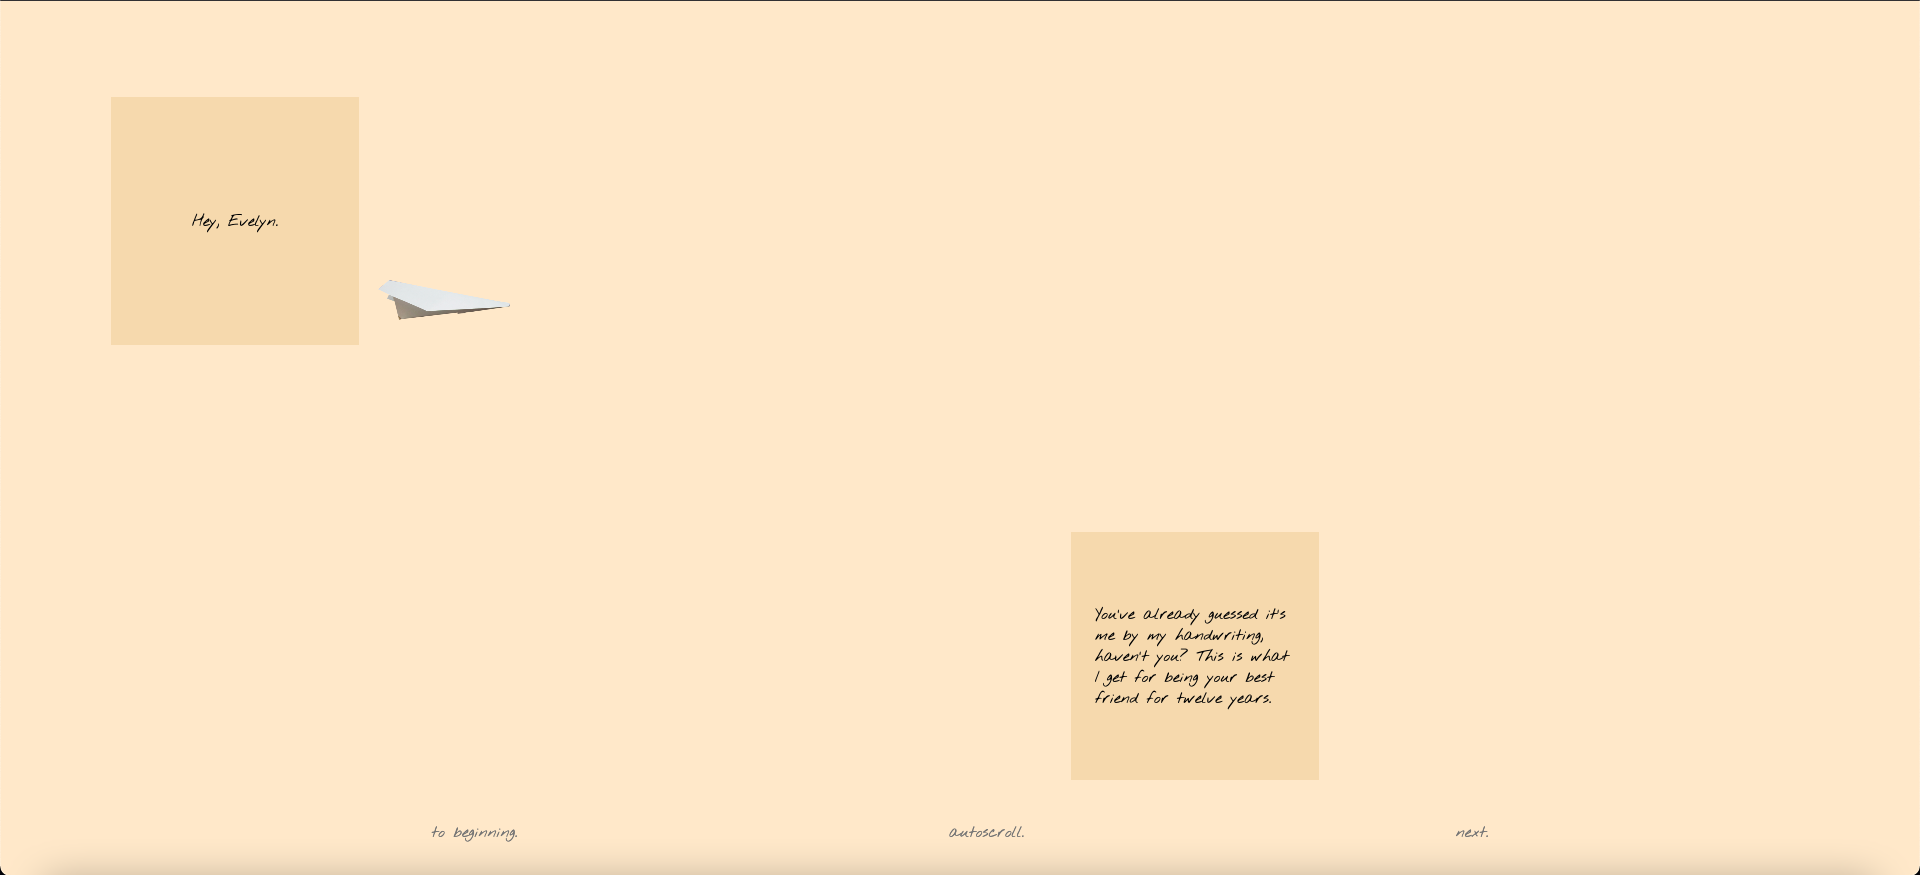 Hey, Evelyn.
You've already guessed it's
me by my handwriting,
haven't you? This is what
I get for being your best
friend for twelve years.
to beginning.
autoscroll.
next.